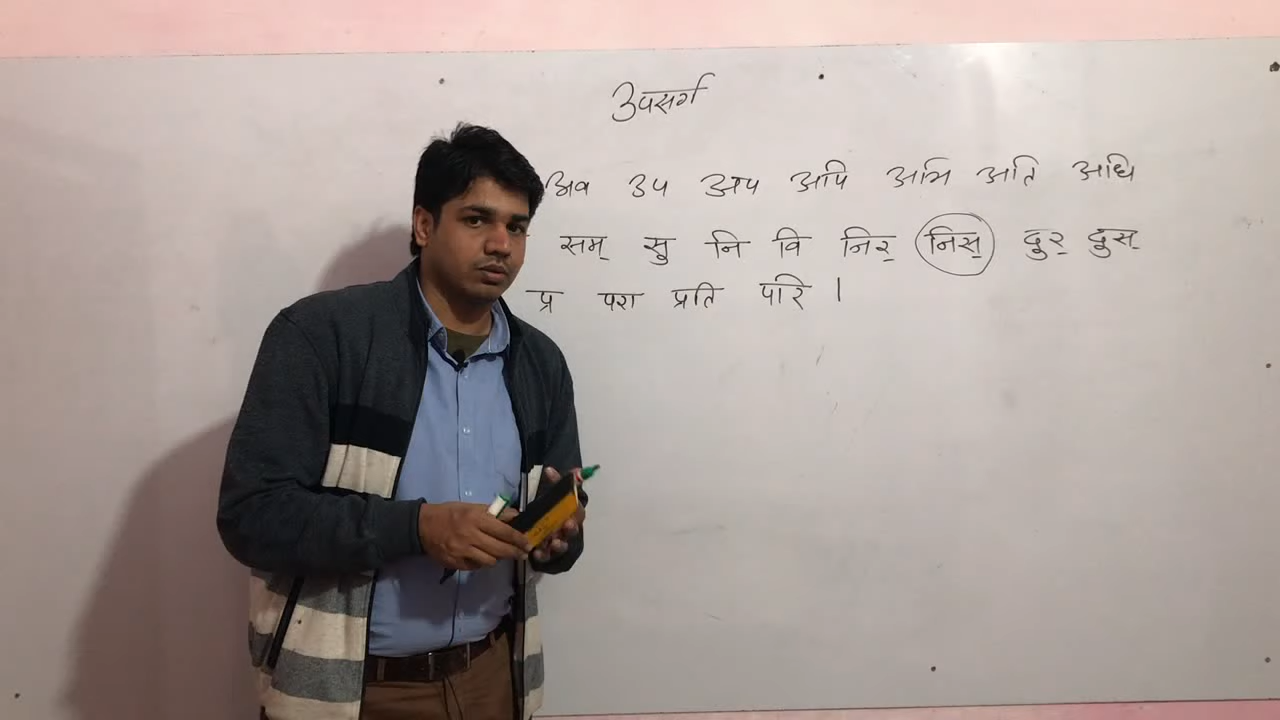 उपसर्ग
अव उप अप अपि अभि अति अधि
सम् सु नि वि निर् निस् दुर् दुस्
प्र परा प्रति परि ।